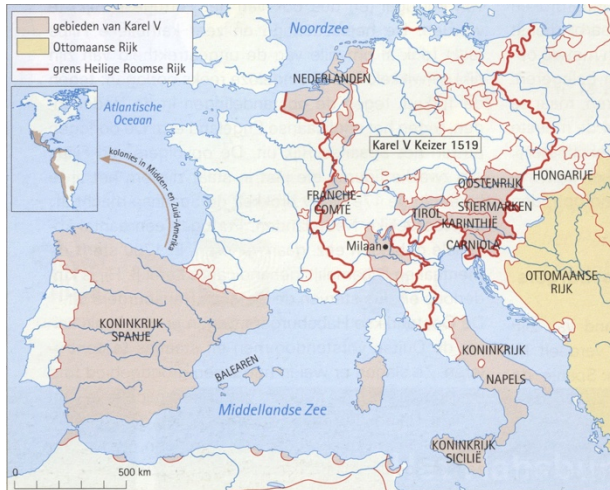 gebieden van Karel V
Ottomaanse Rijk
grens Heilige Roomse Rijk
Noordzee
NEDERLANDEN
Atlantische
Oceaan
kolonies in Midden- en Zuid-Amerika
Karel V Keizer 1519
FRANCHE-
COMTÉ
OOSTENRIJK
HONGARIJE
STIERMARKEN
TIROL
KARINTHIË
Milaan
CARNIOLA
OTTOMAANSE
RIJK
KONINKRIJK
SPANJE
BALEAREN
KONINKRIJK
NAPELS
Middellandse Zee
KONINKRIJK
SICILIË
0 500 km